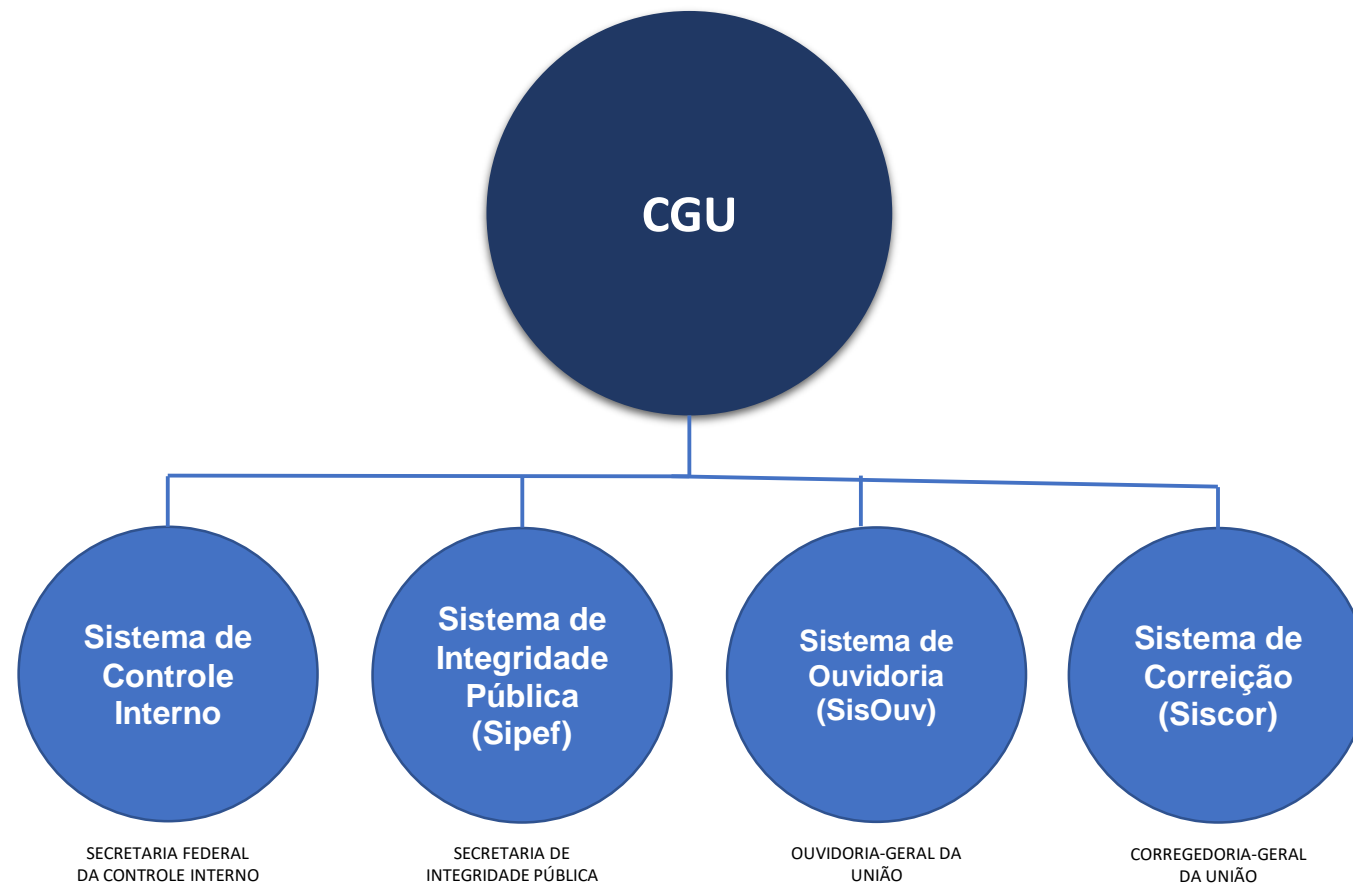 CGU
Sistema de
Controle
Interno
Sistema de
Integridade
Pública
(Sipef)
Sistema de
Ouvidoria
(SisOuv)
Sistema de
Correição
(Siscor)
SECRETARIA FEDERAL
DA CONTROLE INTERNO
SECRETARIA DE
INTEGRIDADE PÚBLICA
OUVIDORIA-GERAL DA
UNIÃO
CORREGEDORIA-GERAL
DA UNIÃO